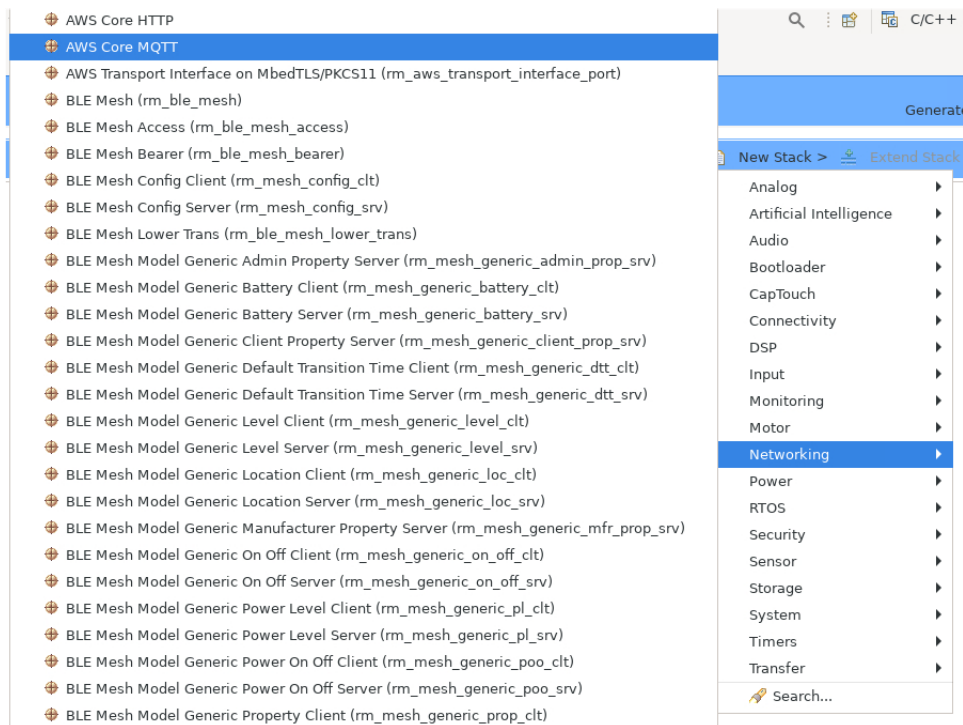 AWS Core HTTP
AWS Core MQTT
AWS Transport Interface on MbedTLS/PKCS11 (rm_aws_transport_interface_port)
BLE Mesh (rm_ble_mesh)
BLE Mesh Access (rm_ble_mesh_access)
BLE Mesh Bearer (rm_ble_mesh_bearer)
BLE Mesh Config Client (rm_mesh_config_clt)
BLE Mesh Config Server (rm_mesh_config_srv)
BLE Mesh Lower Trans (rm_ble_mesh_lower_trans)
BLE Mesh Model Generic Admin Property Server (rm_mesh_generic_admin_prop_srv)
BLE Mesh Model Generic Battery Client (rm_mesh_generic_battery_clt)
BLE Mesh Model Generic Battery Server (rm_mesh_generic_battery_srv)
BLE Mesh Model Generic Client Property Server (rm_mesh_generic_client_prop_srv)
BLE Mesh Model Generic Default Transition Time Client (rm_mesh_generic_dtt_clt)
BLE Mesh Model Generic Default Transition Time Server (rm_mesh_generic_dtt_srv)
BLE Mesh Model Generic Level Client (rm_mesh_generic_level_clt)
BLE Mesh Model Generic Level Server (rm_mesh_generic_level_srv)
BLE Mesh Model Generic Location Client (rm_mesh_generic_loc_clt)
BLE Mesh Model Generic Location Server (rm_mesh_generic_loc_srv)
BLE Mesh Model Generic Manufacturer Property Server (rm_mesh_generic_mfr_prop_srv)
BLE Mesh Model Generic On Off Client (rm_mesh_generic_on_off_clt)
BLE Mesh Model Generic On Off Server (rm_mesh_generic_on_off_srv)
BLE Mesh Model Generic Power Level Client (rm_mesh_generic_pl_clt)
BLE Mesh Model Generic Power Level Server (rm_mesh_generic_pl_srv)
BLE Mesh Model Generic Power On Off Client (rm_mesh_generic_poo_clt)
BLE Mesh Model Generic Power On Off Server (rm_mesh_generic_poo_srv)
BLE Mesh Model Generic Property Client (rm_mesh_generic_prop_clt)
C/C++
Generate
New Stack > Extend Stack
Analog
Artificial Intelligence
Audio
Bootloader
CapTouch
Connectivity
DSP
Input
Monitoring
Motor
Networking
Power
RTOS
Security
Sensor
Storage
System
Timers
Transfer
Search...